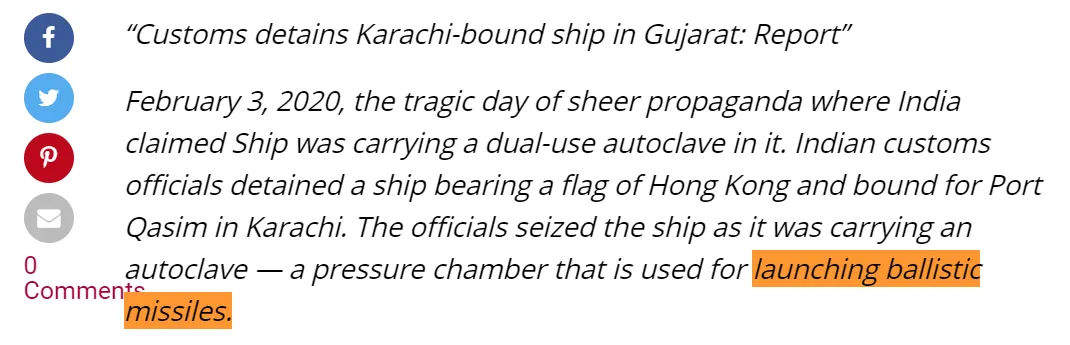 “Customs detains Karachi-bound ship in Gujarat: Report”
February 3, 2020, the tragic day of sheer propaganda where India
claimed Ship was carrying a dual-use autoclave in it. Indian customs
officials detained a ship bearing a flag of Hong Kong and bound for Port
Qasim in Karachi. The officials seized the ship as it was carrying an
autoclave — a pressure chamber that is used for launching ballistic
missiles.
0
Comments